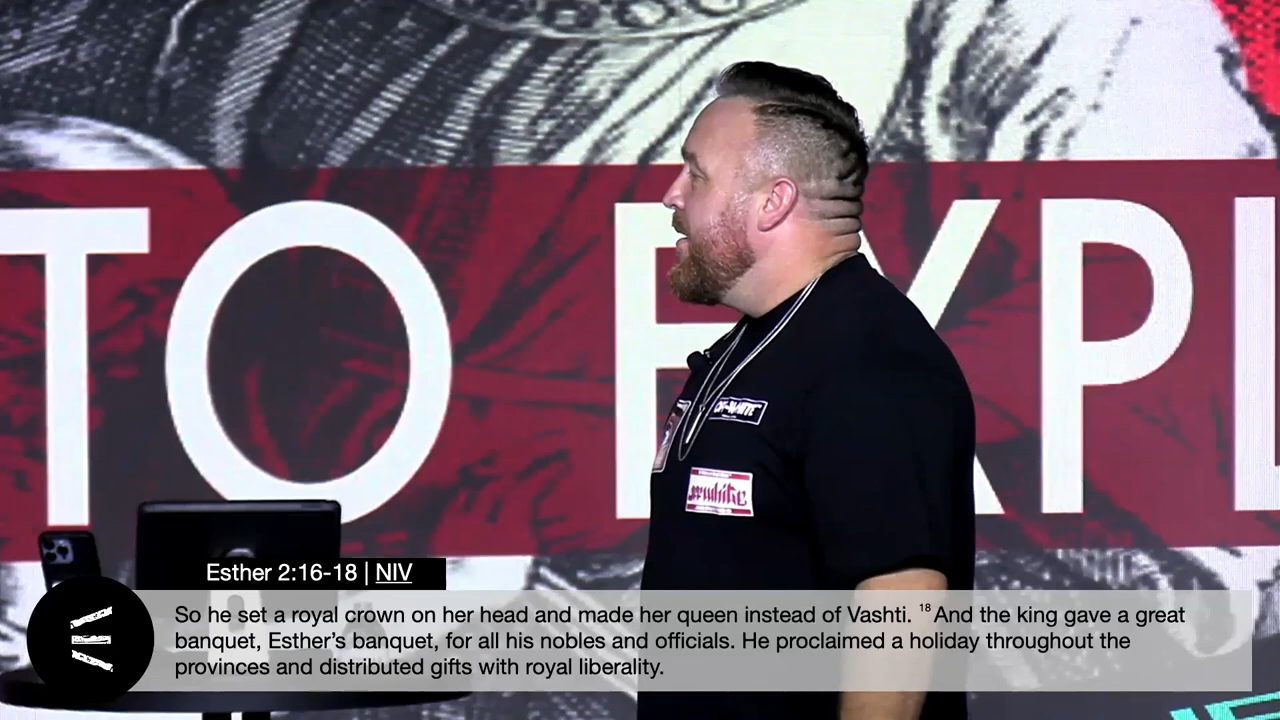 TO EXPL
OFF-WHITE
Esther 2:16-18 | NIV
So he set a royal crown on her head and made her queen instead of Vashti. 18 And the king gave a great
banquet, Esther’s banquet, for all his nobles and officials. He proclaimed a holiday throughout the
provinces and distributed gifts with royal liberality.